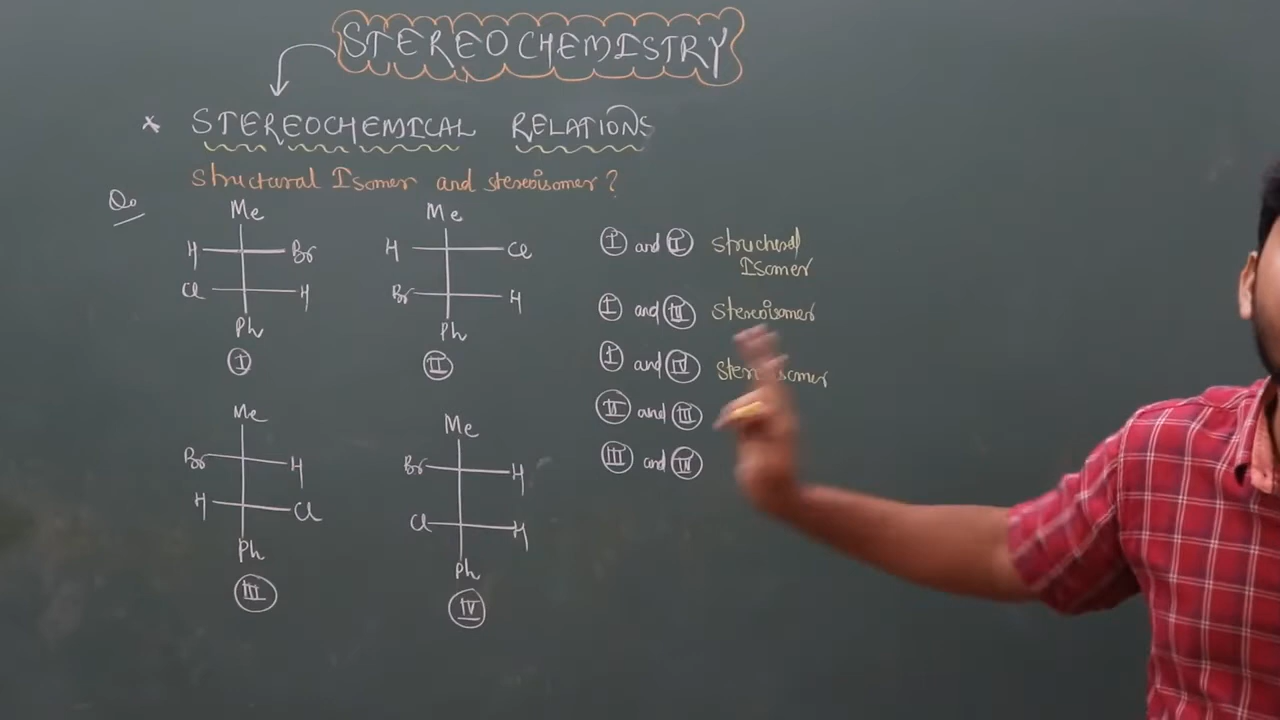 STEREOCHEMISTRY
* STEREOCHEMICAL RELATIONS
Structural Isomer and stereoisomer ?
Q.
Me
H Br
Cl H
Ph
I
Me
H Cl
Br H
Ph
II
Me
Br H
H Cl
Ph
III
Me
Br H
Cl H
Ph
IV
I and I Structural
Isomer
I and III Stereoisomer
I and IV
II and III
III and IV